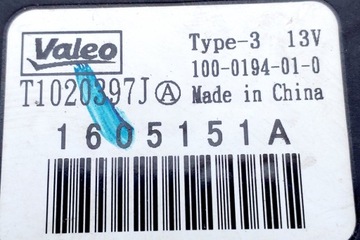 Valeo Type-3 13V
100-0194-01-0
T1020397J Ⓐ Made in China
1605151A